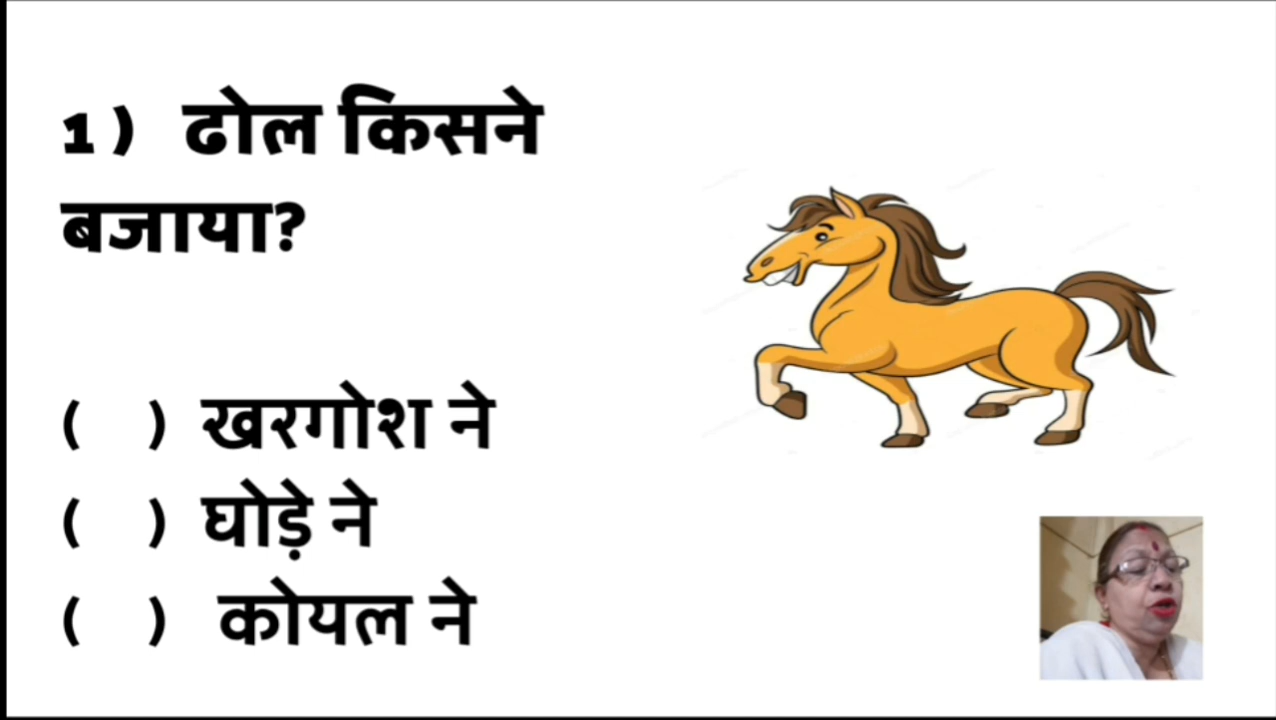 1) ढोल किसने
बजाया?
( ) खरगोश ने
( ) घोड़े ने
( ) कोयल ने